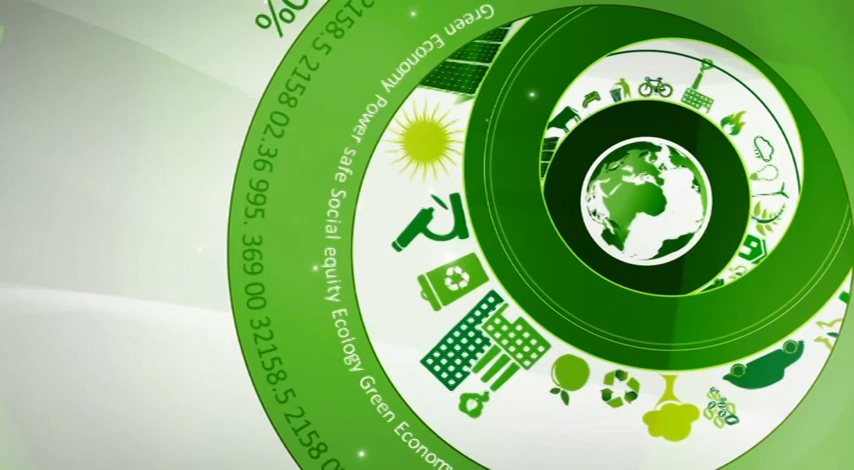 0%
2158.5 2158 02.36 995. 369 00 32158.5 2158
Green Economy Power safe Social equity Ecology Green Economy